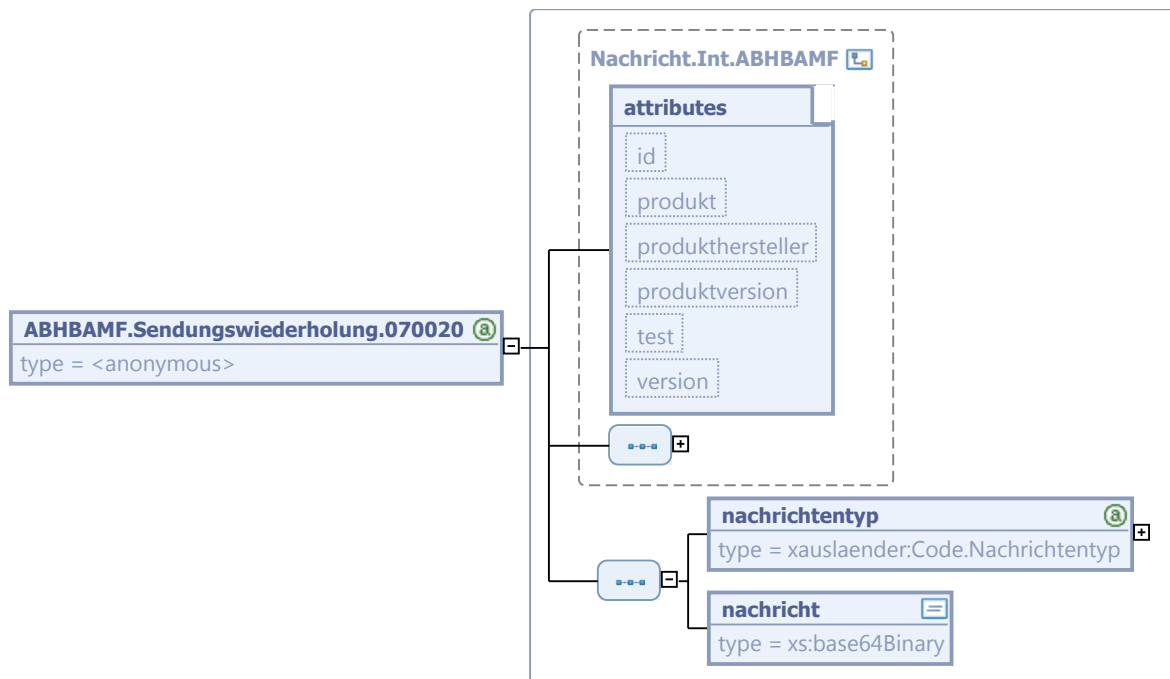 Nachricht.Int.ABHBAMF
attributes
id
produkt
produkthersteller
produktversion
test
version
ABHBAMF.Sendungswiederholung.070020
type = <anonymous>
nachrichtentyp
type = xauslaender:Code.Nachrichtentyp
nachricht
type = xs:base64Binary